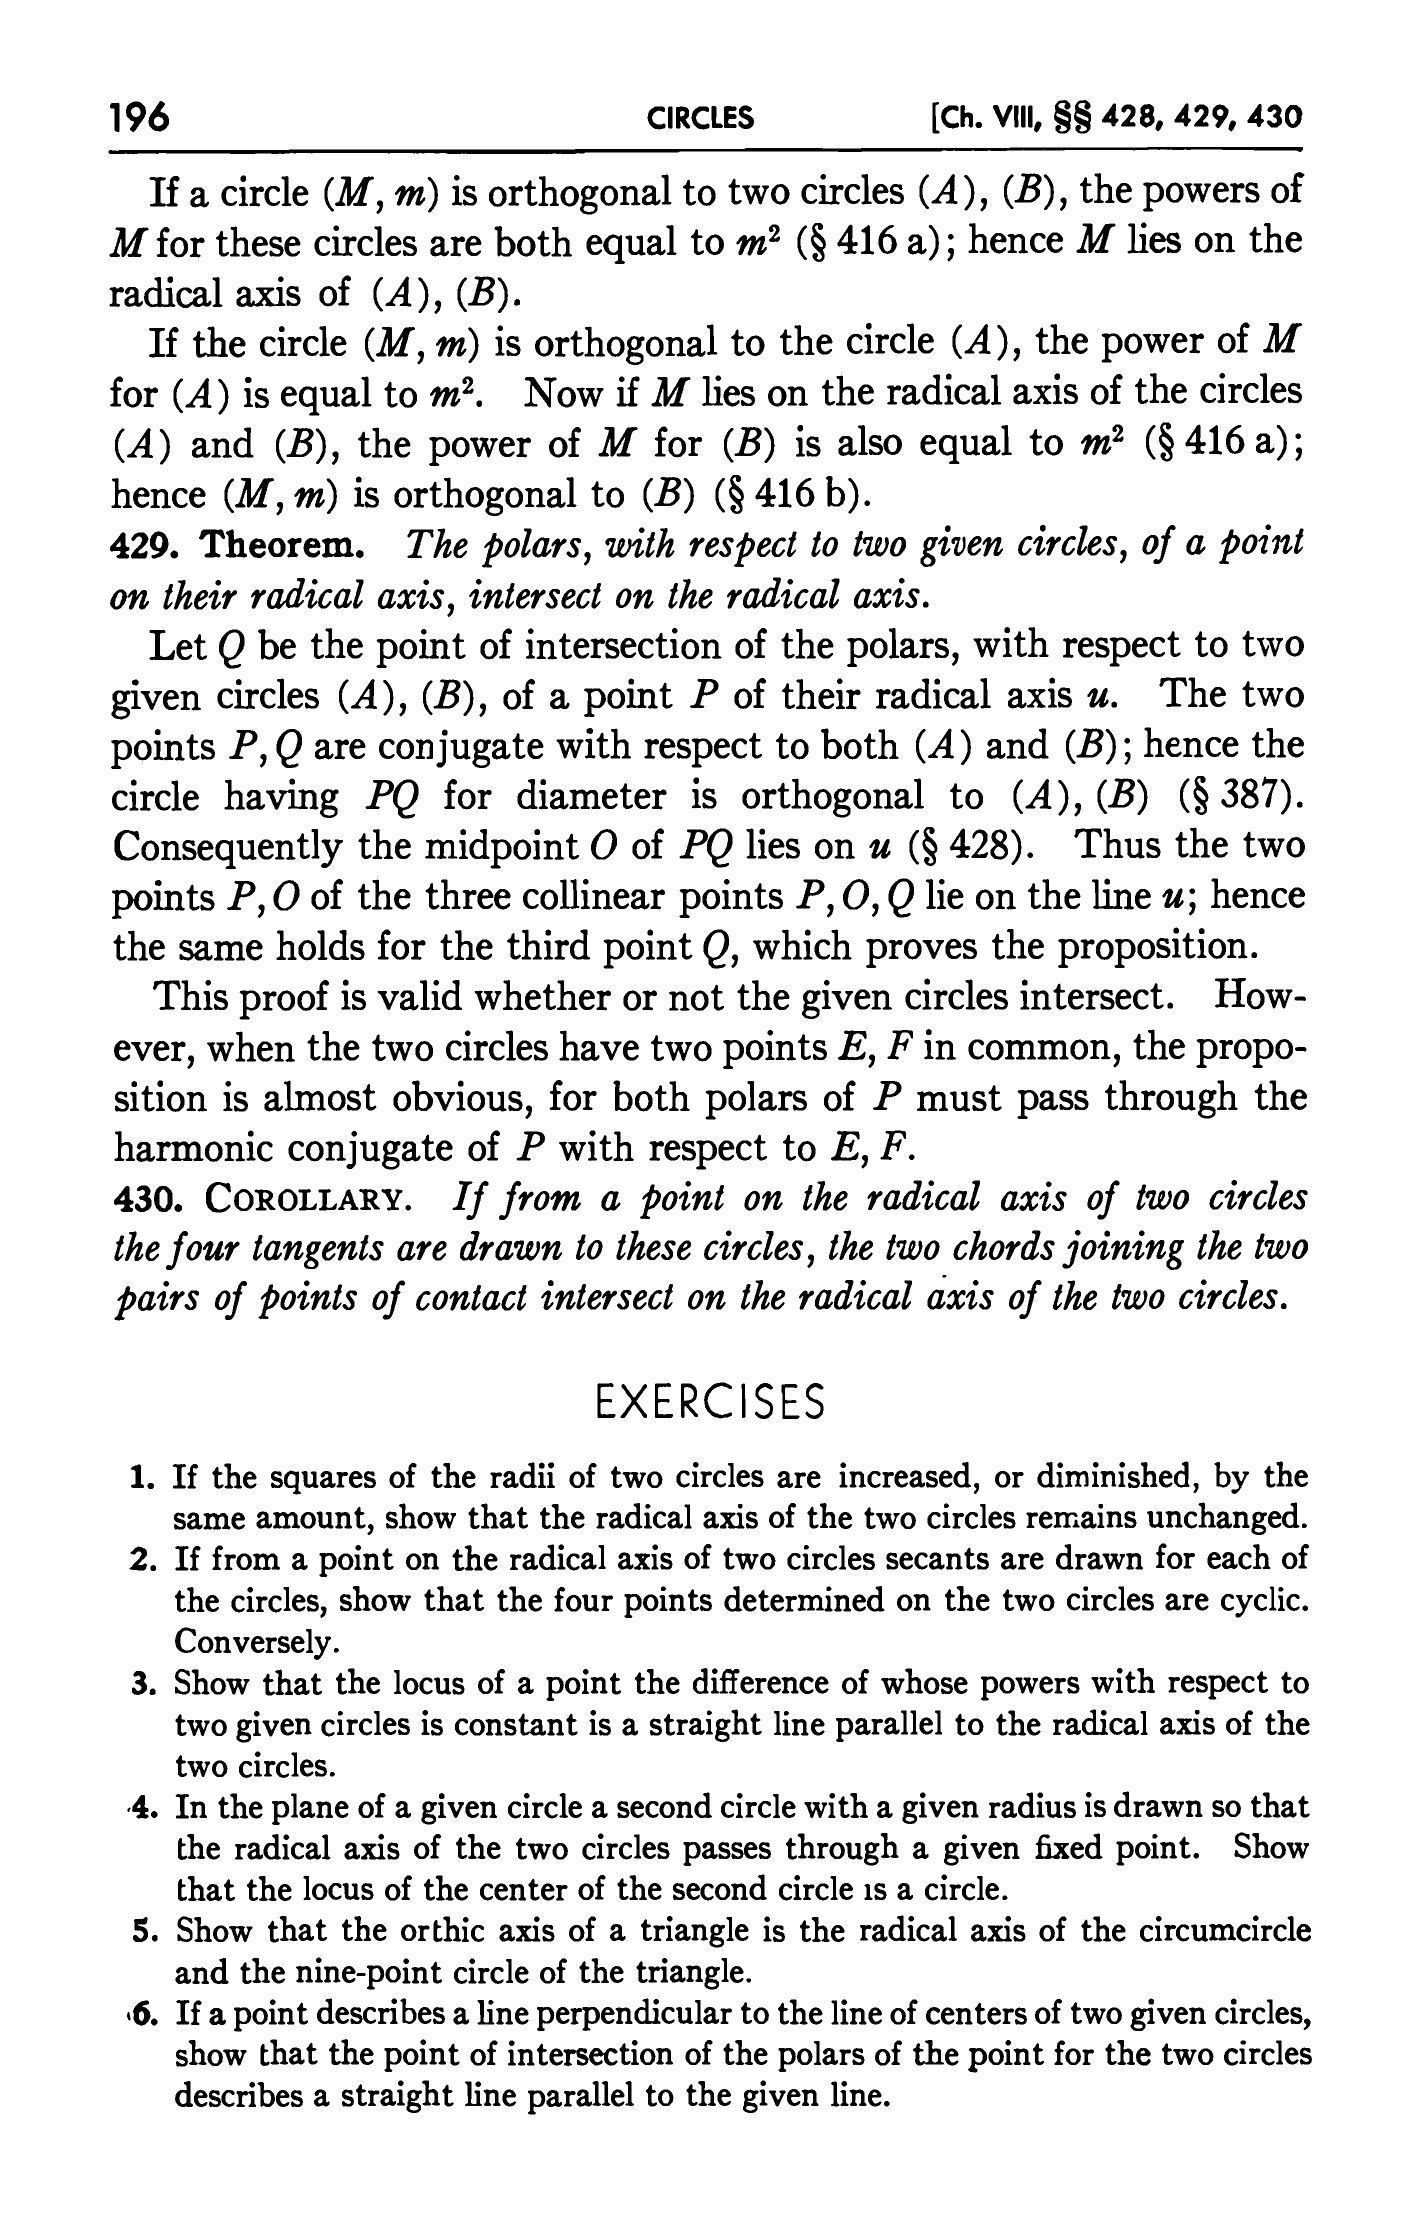 196 CIRCLES [Ch. VIII, §§ 428, 429, 430
If a circle (M, m) is orthogonal to two circles (A), (B), the powers of
M for these circles are both equal to m² (§ 416 a); hence M lies on the
radical axis of (A), (B).
If the circle (M, m) is orthogonal to the circle (A), the power of M
for (A) is equal to m². Now if M lies on the radical axis of the circles
(A) and (B), the power of M for (B) is also equal to m² (§ 416 a);
hence (M, m) is orthogonal to (B) (§ 416 b).
429. Theorem. The polars, with respect to two given circles, of a point
on their radical axis, intersect on the radical axis.
Let Q be the point of intersection of the polars, with respect to two
given circles (A), (B), of a point P of their radical axis u. The two
points P, Q are conjugate with respect to both (A) and (B); hence the
circle having PQ for diameter is orthogonal to (A), (B) (§ 387).
Consequently the midpoint O of PQ lies on u (§ 428). Thus the two
points P, O of the three collinear points P, O, Q lie on the line u; hence
the same holds for the third point Q, which proves the proposition.
This proof is valid whether or not the given circles intersect. How-
ever, when the two circles have two points E, F in common, the propo-
sition is almost obvious, for both polars of P must pass through the
harmonic conjugate of P with respect to E, F.
430. COROLLARY. If from a point on the radical axis of two circles
the four tangents are drawn to these circles, the two chords joining the two
pairs of points of contact intersect on the radical axis of the two circles.
EXERCISES
1. If the squares of the radii of two circles are increased, or diminished, by the
same amount, show that the radical axis of the two circles remains unchanged.
2. If from a point on the radical axis of two circles secants are drawn for each of
the circles, show that the four points determined on the two circles are cyclic.
Conversely.
3. Show that the locus of a point the difference of whose powers with respect to
two given circles is constant is a straight line parallel to the radical axis of the
two circles.
4. In the plane of a given circle a second circle with a given radius is drawn so that
the radical axis of the two circles passes through a given fixed point. Show
that the locus of the center of the second circle is a circle.
5. Show that the orthic axis of a triangle is the radical axis of the circumcircle
and the nine-point circle of the triangle.
6. If a point describes a line perpendicular to the line of centers of two given circles,
show that the point of intersection of the polars of the point for the two circles
describes a straight line parallel to the given line.